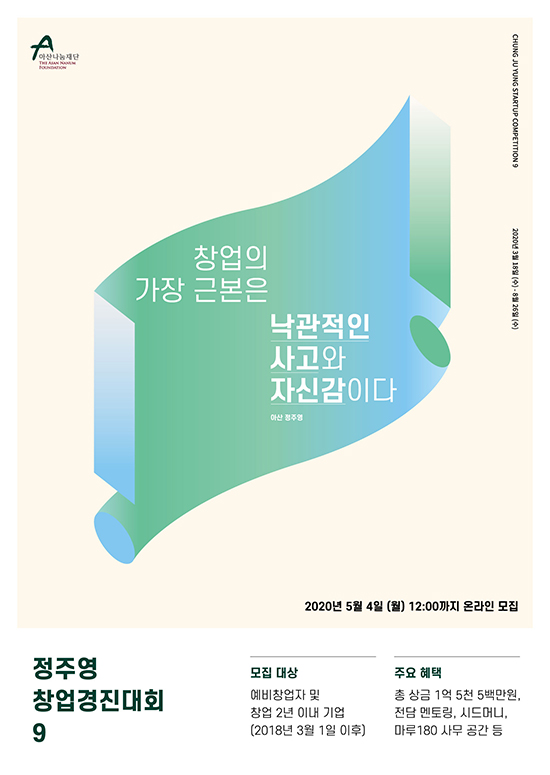 아산나눔재단
THE ASAN NANUM
FOUNDATION
CHUNG JU YUNG STARTUP COMPETITION 9
2020년 3월 18일 (수) - 8월 26일 (수)
창업의
가장 근본은
낙관적인
사고와
자신감이다
아산 정주영
2020년 5월 4일 (월) 12:00까지 온라인 모집
정주영
창업경진대회
9
모집 대상
예비창업자 및
창업 2년 이내 기업
(2018년 3월 1일 이후)
주요 혜택
총 상금 1억 5천 5백만원,
전담 멘토링, 시드머니,
마루180 사무 공간 등